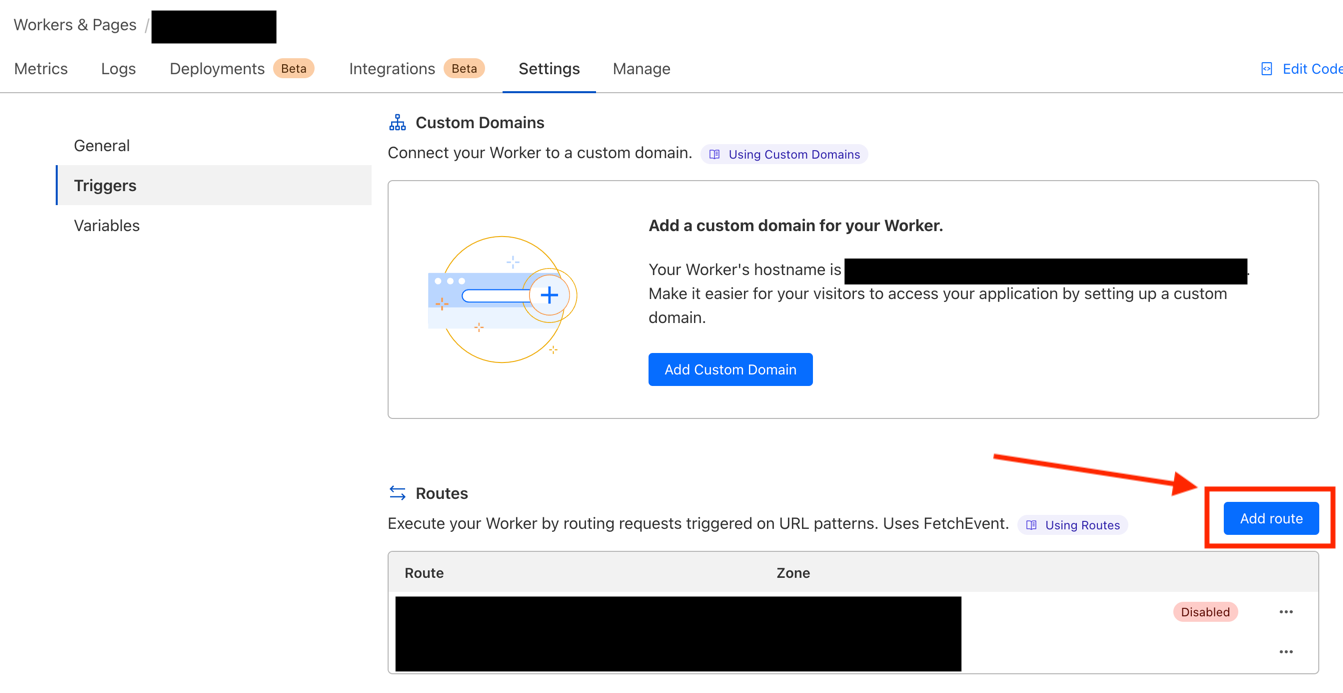 Workers & Pages /
Metrics Logs Deployments Beta Integrations Beta Settings Manage Edit Code
General
Triggers
Variables
Custom Domains
Connect your Worker to a custom domain. Using Custom Domains
Add a custom domain for your Worker.
Your Worker's hostname is .
Make it easier for your visitors to access your application by setting up a custom
domain.
Add Custom Domain
Routes
Execute your Worker by routing requests triggered on URL patterns. Uses FetchEvent. Using Routes
Add route
Route Zone
Disabled ...
...